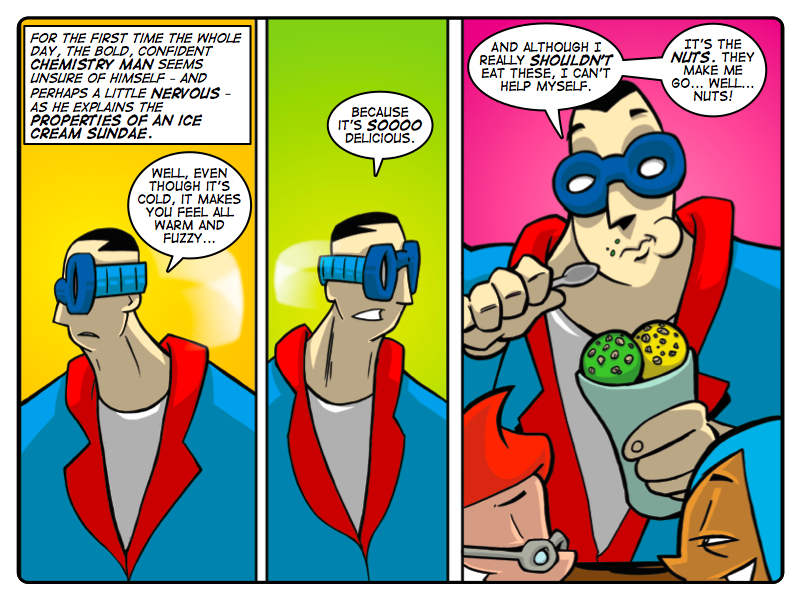 FOR THE FIRST TIME THE WHOLE
DAY, THE BOLD, CONFIDENT
CHEMISTRY MAN SEEMS
UNSURE OF HIMSELF - AND
PERHAPS A LITTLE NERVOUS -
AS HE EXPLAINS THE
PROPERTIES OF AN ICE
CREAM SUNDAE.
WELL, EVEN
THOUGH IT'S
COLD, IT MAKES
YOU FEEL ALL
WARM AND
FUZZY...
BECAUSE
IT'S SOOOO
DELICIOUS.
AND ALTHOUGH I
REALLY SHOULDN'T
EAT THESE, I CAN'T
HELP MYSELF.
IT'S THE
NUTS. THEY
MAKE ME
GO... WELL...
NUTS!